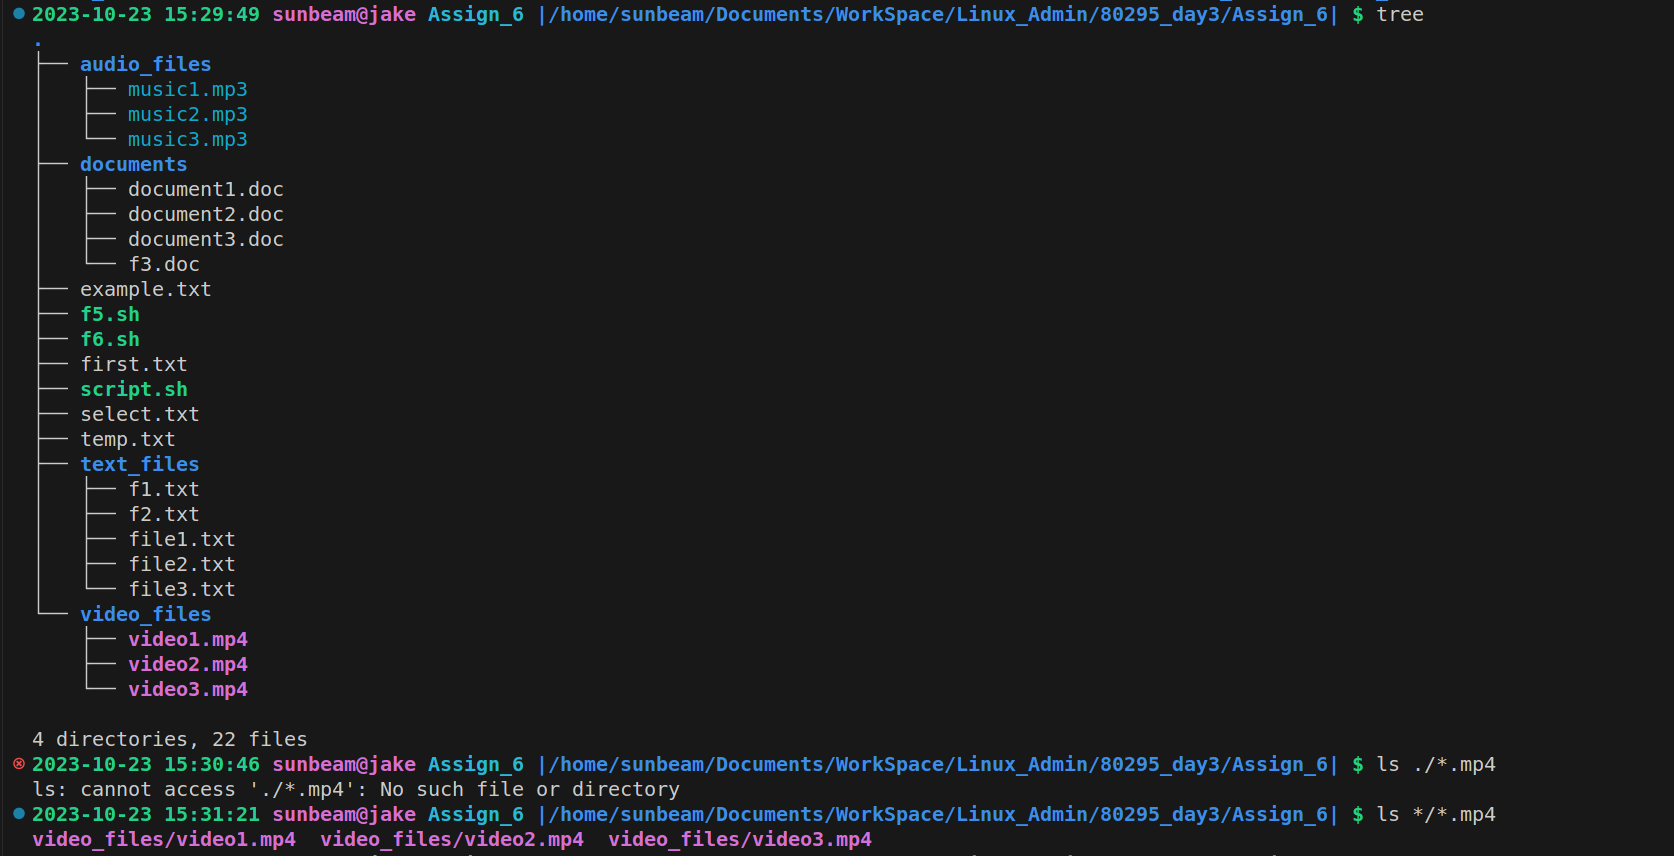 2023-10-23 15:29:49 sunbeam@jake Assign_6 |/home/sunbeam/Documents/WorkSpace/Linux_Admin/80295_day3/Assign_6| $ tree
.
├── audio_files
│   ├── music1.mp3
│   ├── music2.mp3
│   └── music3.mp3
├── documents
│   ├── document1.doc
│   ├── document2.doc
│   ├── document3.doc
│   └── f3.doc
├── example.txt
├── f5.sh
├── f6.sh
├── first.txt
├── script.sh
├── select.txt
├── temp.txt
├── text_files
│   ├── f1.txt
│   ├── f2.txt
│   ├── file1.txt
│   ├── file2.txt
│   └── file3.txt
└── video_files
    ├── video1.mp4
    ├── video2.mp4
    └── video3.mp4
4 directories, 22 files
2023-10-23 15:30:46 sunbeam@jake Assign_6 |/home/sunbeam/Documents/WorkSpace/Linux_Admin/80295_day3/Assign_6| $ ls ./*.mp4
ls: cannot access './*.mp4': No such file or directory
2023-10-23 15:31:21 sunbeam@jake Assign_6 |/home/sunbeam/Documents/WorkSpace/Linux_Admin/80295_day3/Assign_6| $ ls */*.mp4
video_files/video1.mp4  video_files/video2.mp4  video_files/video3.mp4